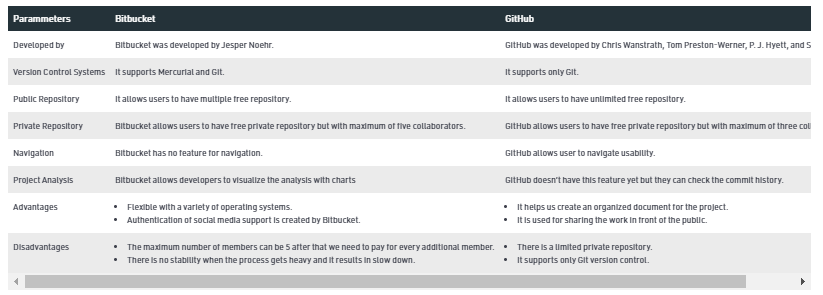 Parammeters Bitbucket GitHub
Developed by Bitbucket was developed by Jesper Noehr. GitHub was developed by Chris Wanstrath, Tom Preston-Werner, P. J. Hyett, and S
Version Control Systems It supports Mercurial and Git. It supports only Git.
Public Repository It allows users to have multiple free repository. It allows users to have unlimited free repository.
Private Repository Bitbucket allows users to have free private repository but with maximum of five collaborators. GitHub allows users to have free private repository but with maximum of three coll
Navigation Bitbucket has no feature for navigation. GitHub allows user to navigate usability.
Project Analysis Bitbucket allows developers to visualize the analysis with charts GitHub doesn't have this feature yet but they can check the commit history.
Advantages • Flexible with a variety of operating systems. • It helps us create an organized document for the project.
• Authentication of social media support is created by Bitbucket. • It is used for sharing the work in front of the public.
Disadvantages • The maximum number of members can be 5 after that we need to pay for every additional member. • There is a limited private repository.
• There is no stability when the process gets heavy and it results in slow down. • It supports only Git version control.